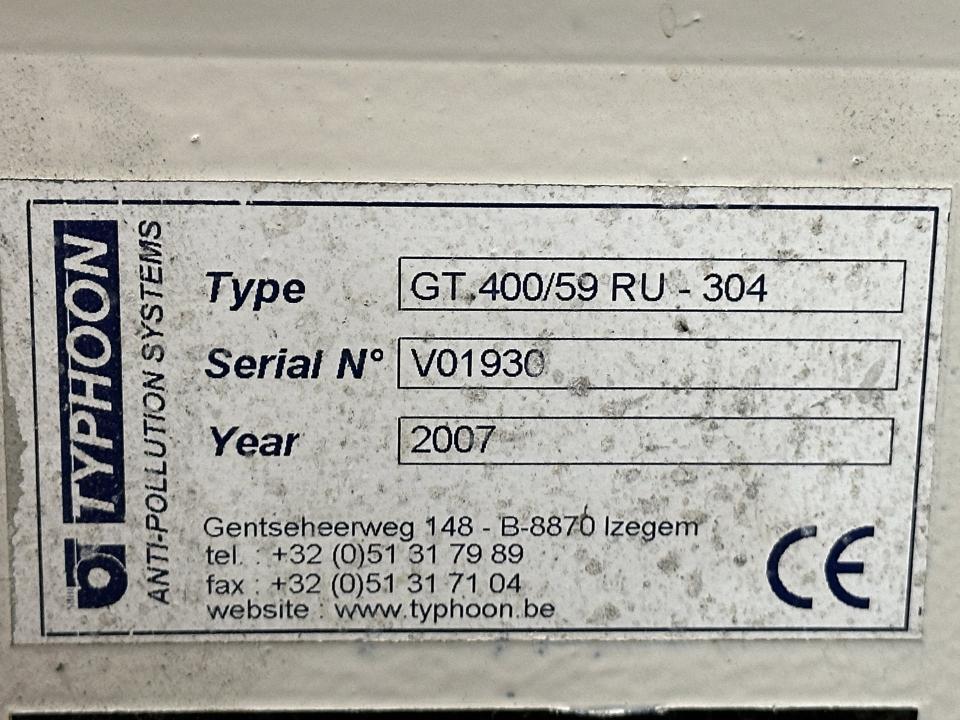 TYPHOON
ANTI-POLLUTION SYSTEMS
Type GT 400/59 RU - 304
Serial N° V01930
Year 2007
Gentseheerweg 148 - B-8870 Izegem
tel. : +32 (0)51 31 79 89
fax : +32 (0)51 31 71 04
website : www.typhoon.be
CE